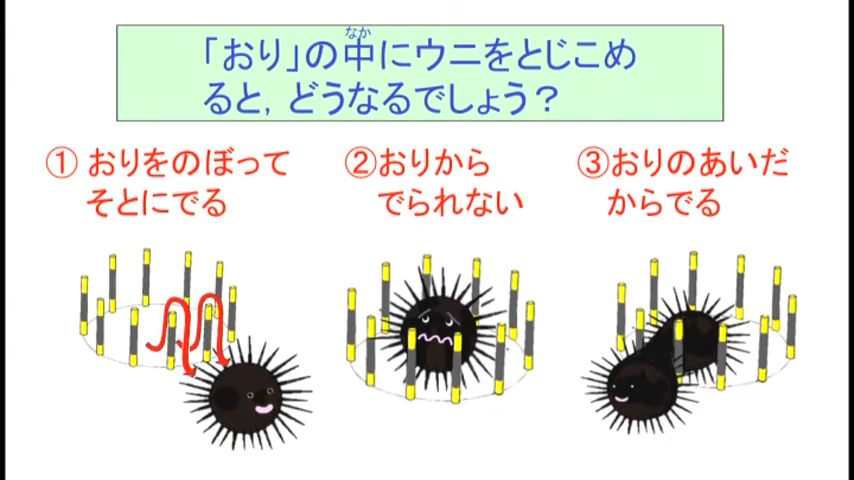 「おり」の中にウニをとじこめ
なか
ると，どうなるでしょう？
① おりをのぼって
そとにでる
②おりから
でられない
③おりのあいだ
からでる